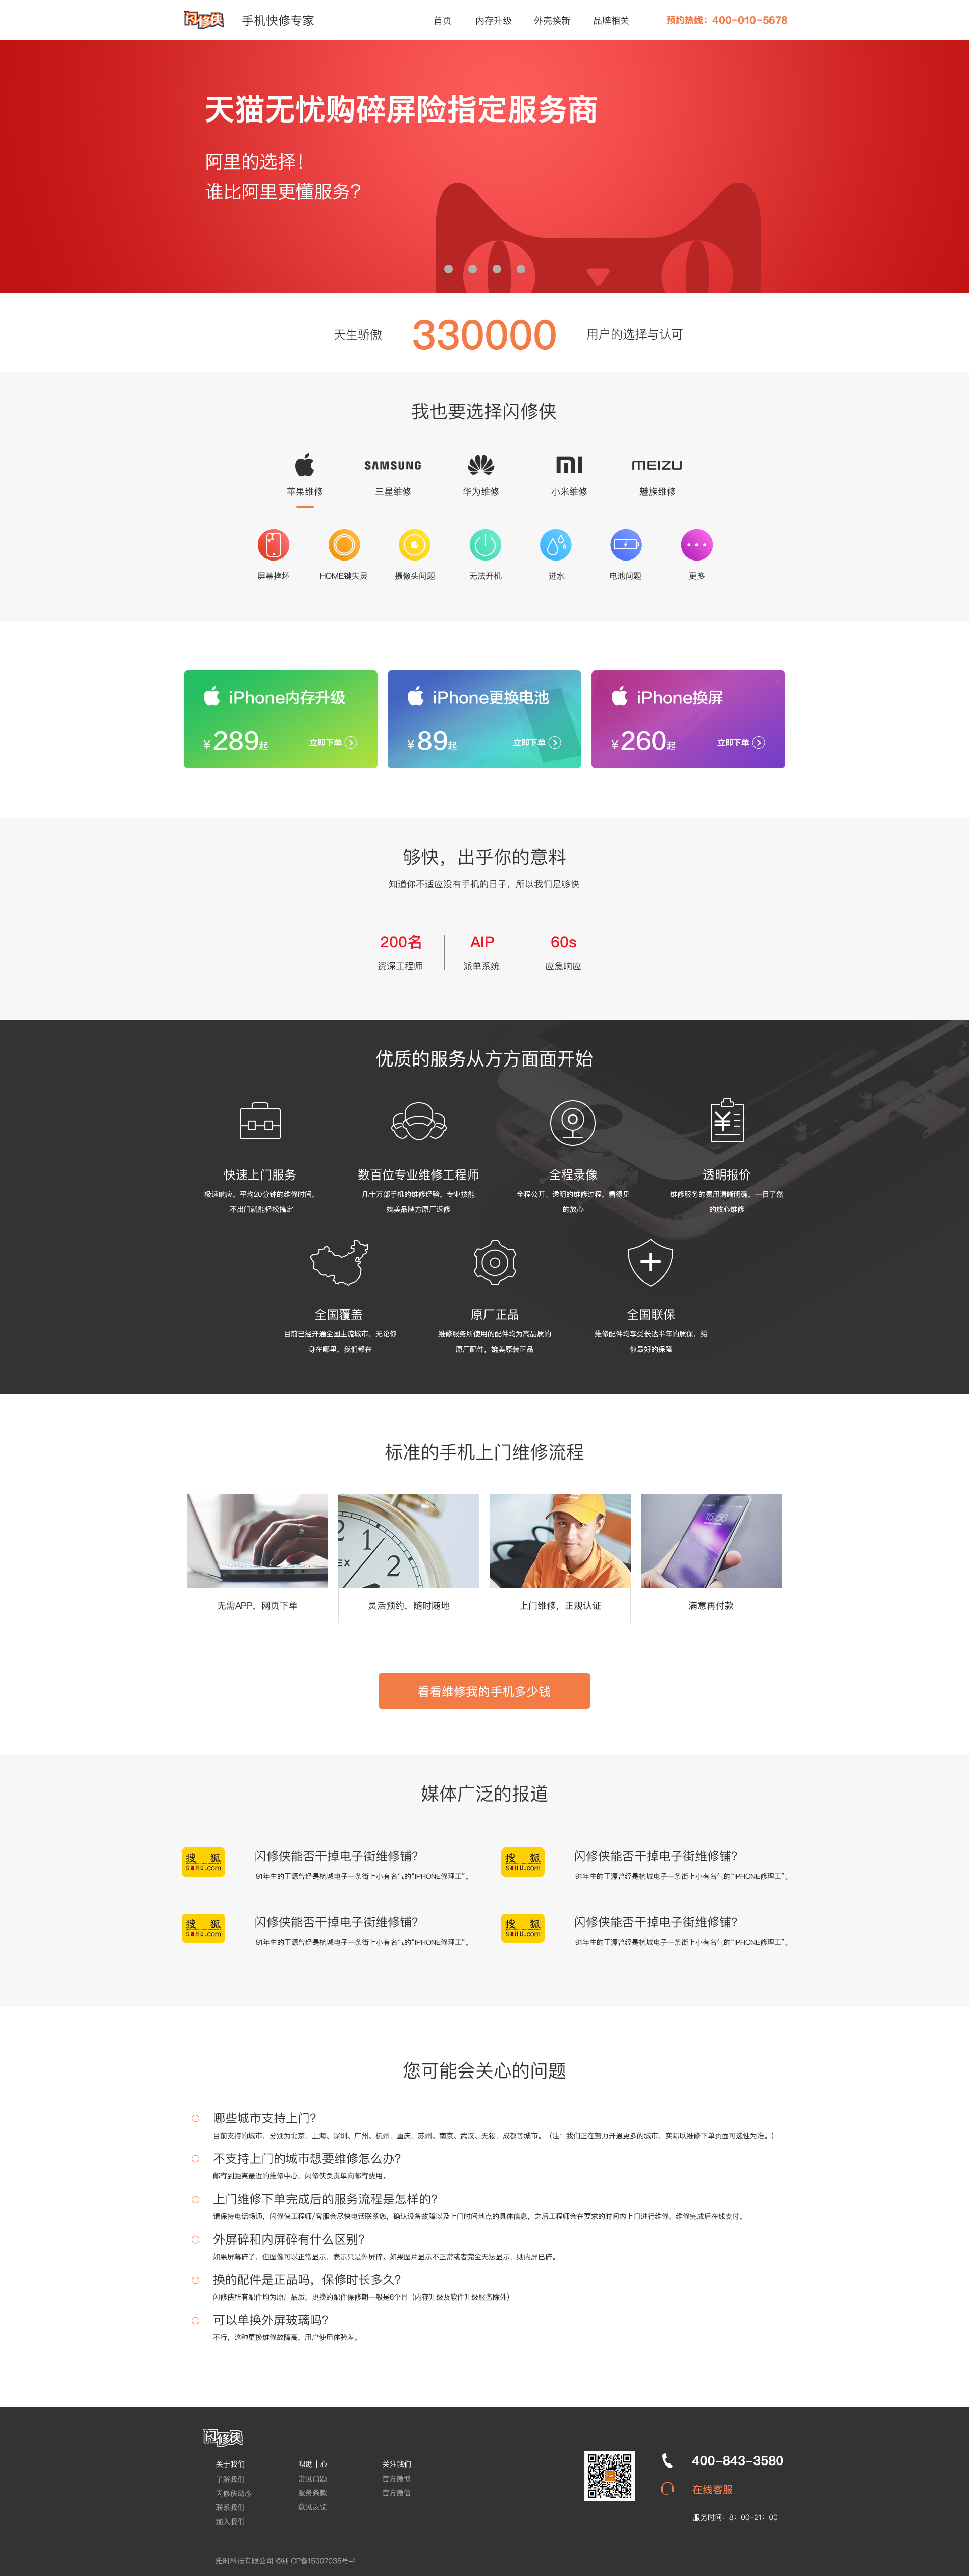 闪修侠
手机快修专家
首页 内存升级 外壳换新 品牌相关
预约热线：400-010-5678
天猫无忧购碎屏险指定服务商
阿里的选择！
谁比阿里更懂服务？
天生骄傲 330000 用户的选择与认可
我也要选择闪修侠
SAMSUNG mi MEIZU
苹果维修 三星维修 华为维修 小米维修 魅族维修
屏幕摔坏 HOME键失灵 摄像头问题 无法开机 进水 电池问题 更多
iPhone内存升级
¥289起 立即下单
iPhone更换电池
¥89起 立即下单
iPhone换屏
¥260起 立即下单
够快，出乎你的意料
知道你不适应没有手机的日子，所以我们足够快
200名 AIP 60s
资深工程师 派单系统 应急响应
优质的服务从方方面面开始
快速上门服务
极速响应，平均20分钟的维修时间，
不出门就能轻松搞定
数百位专业维修工程师
几十万部手机的维修经验，专业技能
媲美品牌方原厂返修
全程录像
全程公开、透明的维修过程，看得见
的放心
透明报价
维修服务的费用清晰明确，一目了然
的放心维修
全国覆盖
目前已经开通全国主流城市，无论你
身在哪里，我们都在
原厂正品
维修服务所使用的配件均为高品质的
原厂配件，媲美原装正品
全国联保
维修配件均享受长达半年的质保，给
你最好的保障
标准的手机上门维修流程
15:56
无需APP，网页下单 灵活预约，随时随地 上门维修，正规认证 满意再付款
看看维修我的手机多少钱
媒体广泛的报道
搜 狐
SOHU.com
闪修侠能否干掉电子街维修铺？
91年生的王源曾经是杭城电子一条街上小有名气的“IPHONE修理工”。
搜 狐
SOHU.com
闪修侠能否干掉电子街维修铺？
91年生的王源曾经是杭城电子一条街上小有名气的“IPHONE修理工”。
搜 狐
SOHU.com
闪修侠能否干掉电子街维修铺？
91年生的王源曾经是杭城电子一条街上小有名气的“IPHONE修理工”。
搜 狐
SOHU.com
闪修侠能否干掉电子街维修铺？
91年生的王源曾经是杭城电子一条街上小有名气的“IPHONE修理工”。
您可能会关心的问题
哪些城市支持上门？
目前支持的城市，分别为北京、上海、深圳、广州、杭州、重庆、苏州、南京、武汉、无锡、成都等城市。（注：我们正在努力开通更多的城市，实际以维修下单页面可选性为准。）
不支持上门的城市想要维修怎么办？
邮寄到距离最近的维修中心，闪修侠负责单向邮寄费用。
上门维修下单完成后的服务流程是怎样的？
请保持电话畅通，闪修侠工程师/客服会尽快电话联系您，确认设备故障以及上门时间地点的具体信息，之后工程师会在要求的时间内上门进行维修，维修完成后在线支付。
外屏碎和内屏碎有什么区别？
如果屏幕碎了，但图像可以正常显示，表示只是外屏碎。如果图片显示不正常或者完全无法显示，则内屏已碎。
换的配件是正品吗，保修时长多久？
闪修侠所有配件均为原厂品质，更换的配件保修期一般是6个月（内存升级及软件升级服务除外）
可以单换外屏玻璃吗？
不行，这种更换维修故障高，用户使用体验差。
闪修侠
关于我们
了解我们
闪修侠动态
联系我们
加入我们
帮助中心
常见问题
服务条款
意见反馈
关注我们
官方微博
官方微信
400-843-3580
在线客服
服务时间：8：00-21：00
维时科技有限公司 ©浙ICP备15007035号-1